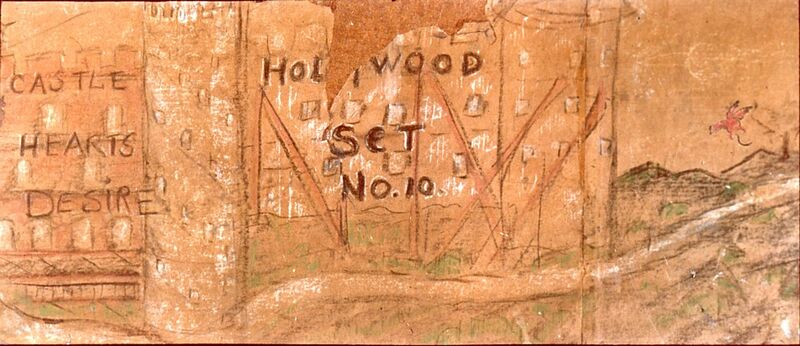 CASTLE
HEARTS
DESIRE
HOL WOOD
SET
NO.10.